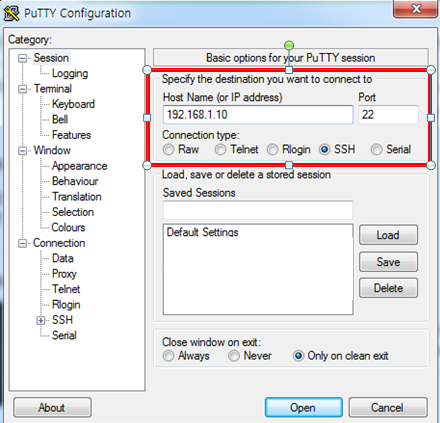 PuTTY Configuration
Category:
Session
Logging
Terminal
Keyboard
Bell
Features
Window
Appearance
Behaviour
Translation
Selection
Colours
Connection
Data
Proxy
Telnet
Rlogin
SSH
Serial
Basic options for your PuTTY session
Specify the destination you want to connect to
Host Name (or IP address) Port
192.168.1.10 22
Connection type:
Raw Telnet Rlogin SSH Serial
Load, save or delete a stored session
Saved Sessions
Default Settings
Load
Save
Delete
Close window on exit:
Always Never Only on clean exit
About Open Cancel